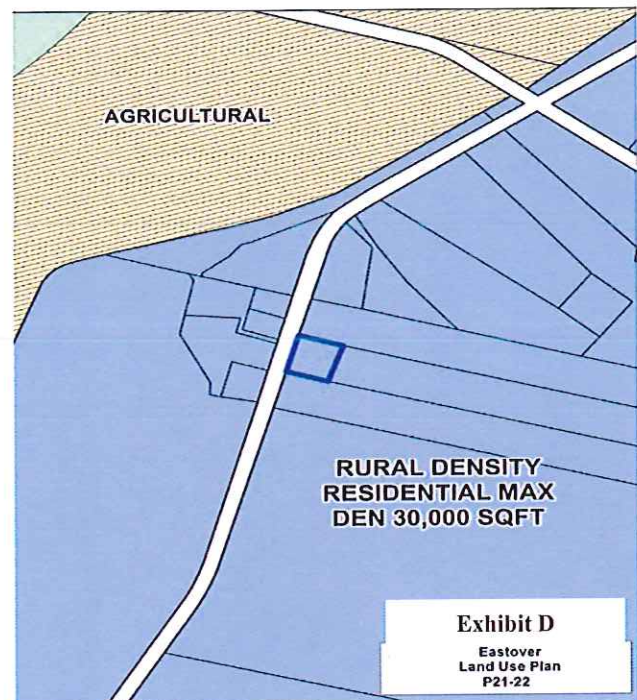 AGRICULTURAL
RURAL DENSITY
RESIDENTIAL MAX
DEN 30,000 SQFT
Exhibit D
Eastover
Land Use Plan
P21-22